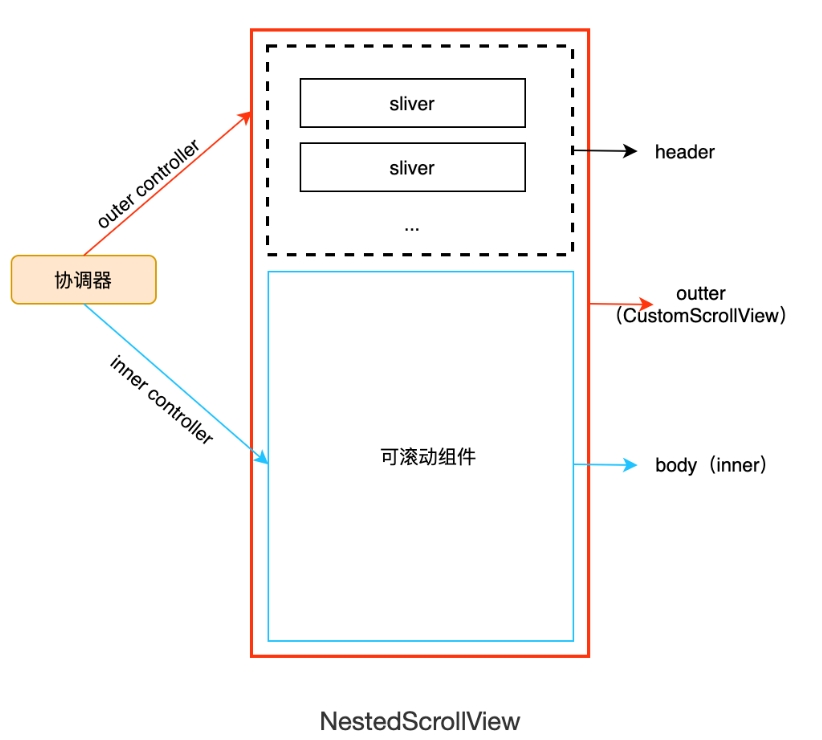 sliver
sliver
...
header
outer controller
协调器
outter
（CustomScrollView）
inner controller
可滚动组件
body（inner）
NestedScrollView